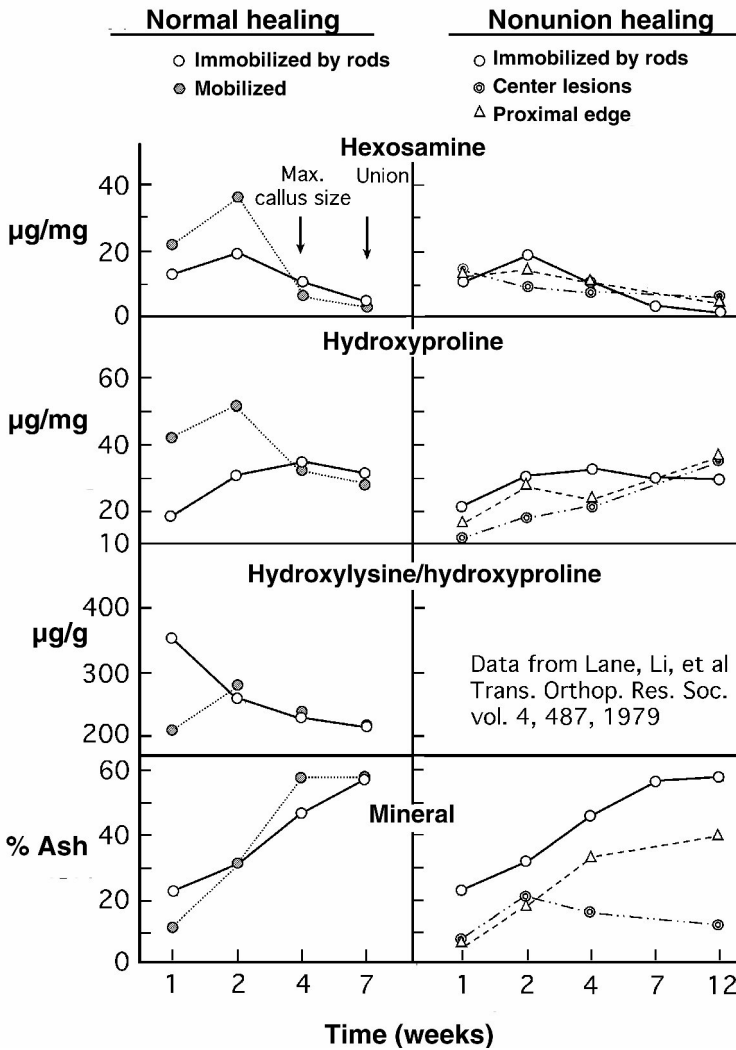 Normal healing
Immobilized by rods
Mobilized
Nonunion healing
Immobilized by rods
Center lesions
Proximal edge
Hexosamine
µg/mg
40
20
0
Max.
callus size
Union
Hydroxyproline
µg/mg
60
40
20
10
Hydroxylysine/hydroxyproline
µg/g
400
300
200
Data from Lane, Li, et al
Trans. Orthop. Res. Soc.
vol. 4, 487, 1979
Mineral
% Ash
60
40
20
0
1 2 4 7 1 2 4 7 12
Time (weeks)